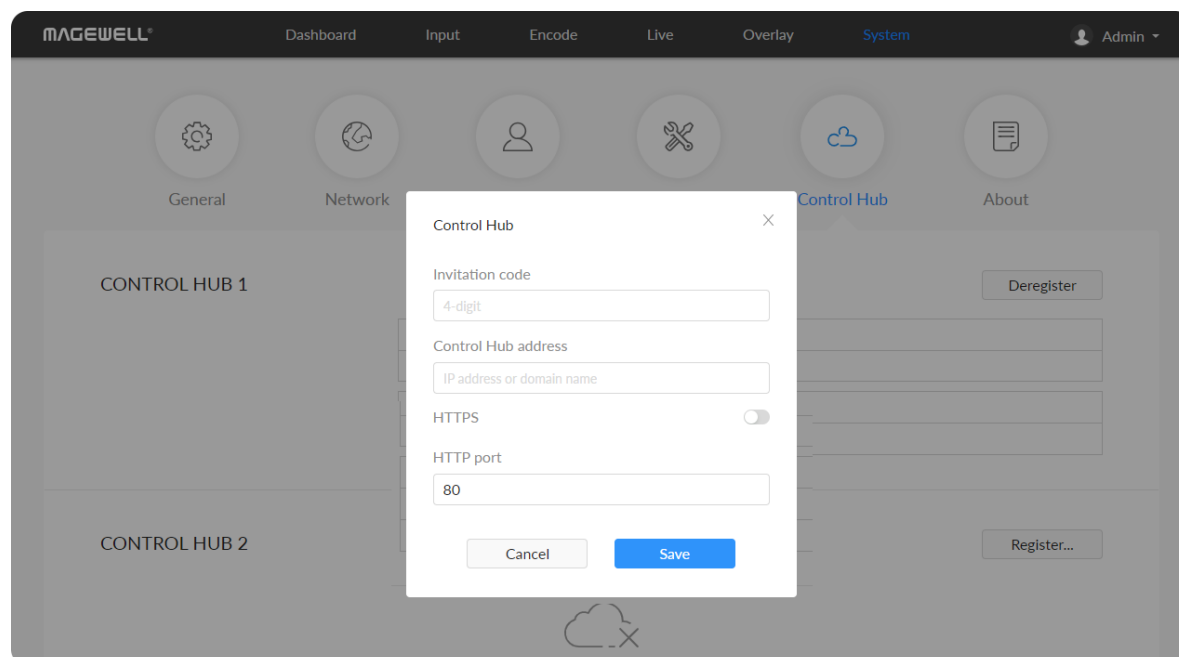 MAGEWELL®
Dashboard Input Encode Live Overlay System Admin
General Network Control Hub About
Control Hub
Invitation code
4-digit
Control Hub address
IP address or domain name
HTTPS
HTTP port
80
Cancel Save
CONTROL HUB 1 Deregister
CONTROL HUB 2 Register...